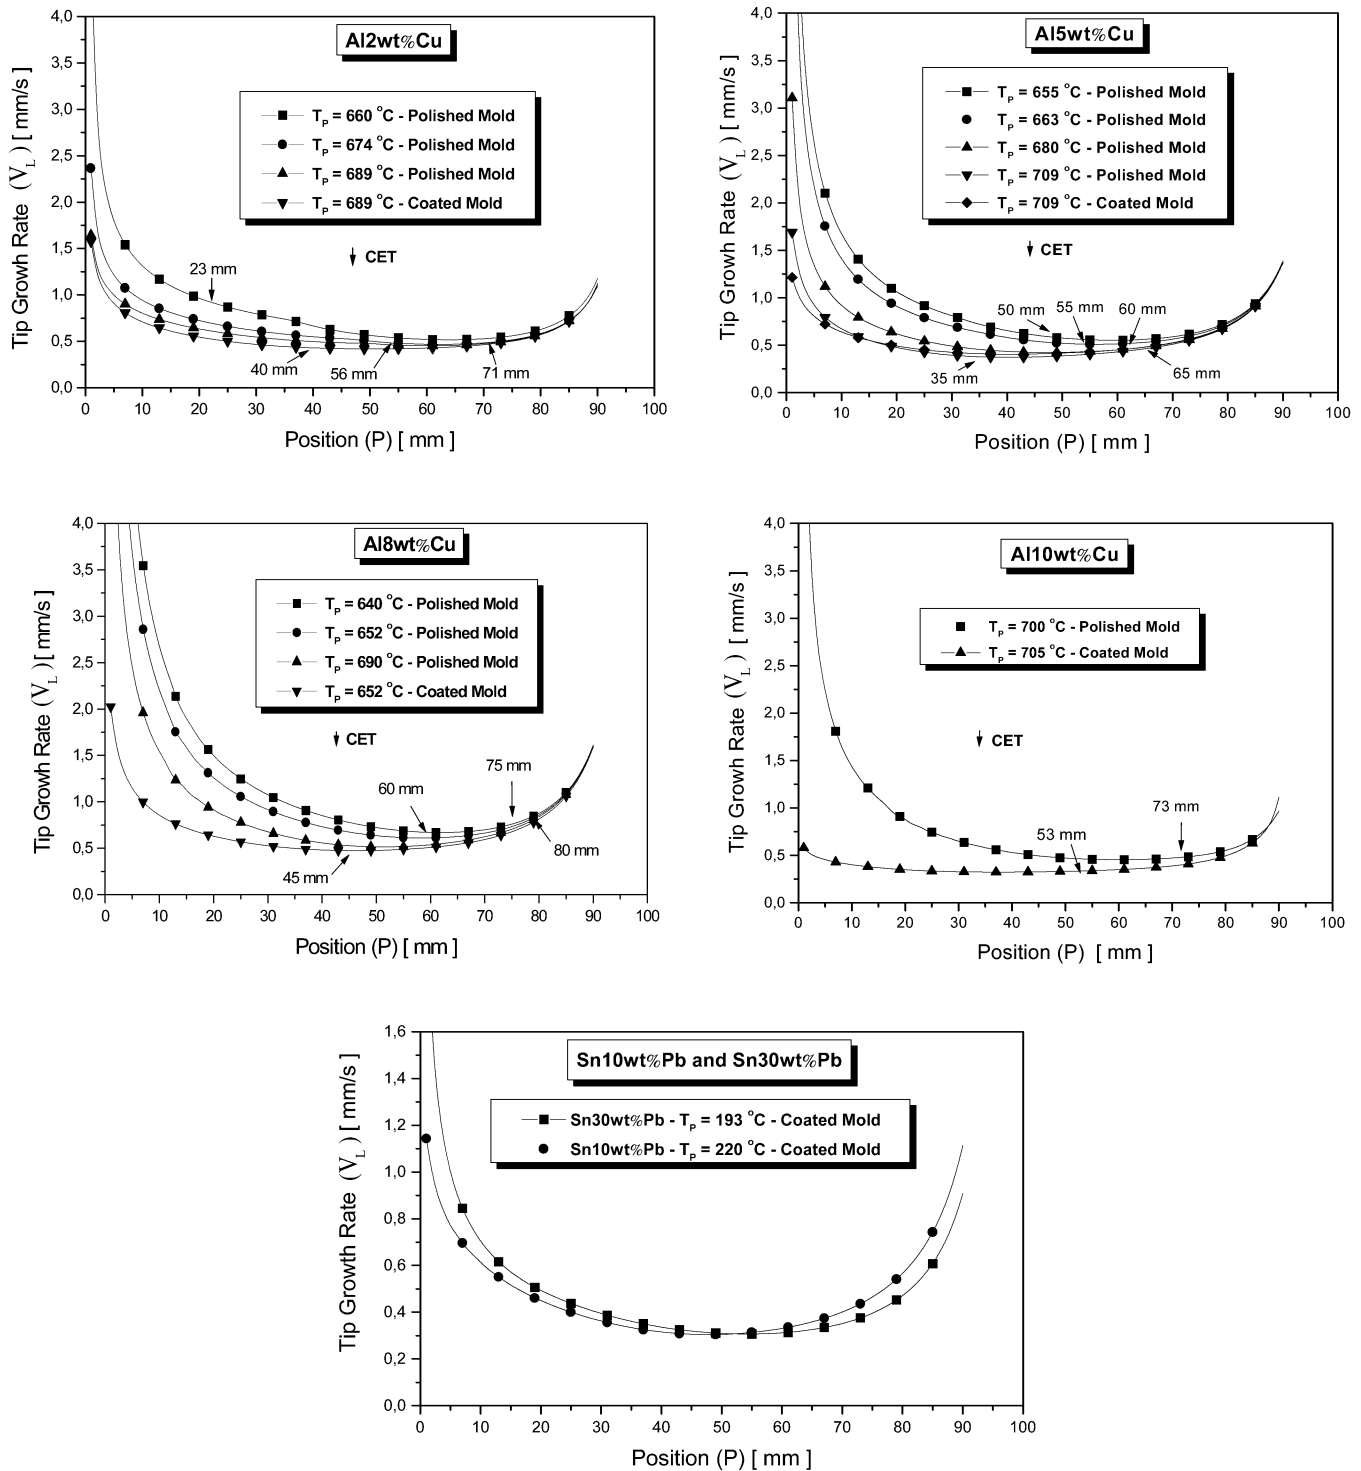 Al2wt%Cu
T_P = 660 °C - Polished Mold
T_P = 674 °C - Polished Mold
T_P = 689 °C - Polished Mold
T_P = 689 °C - Coated Mold
CET
23 mm
40 mm
56 mm
71 mm
4,0
3,5
3,0
2,5
2,0
1,5
1,0
0,5
0,0
0 10 20 30 40 50 60 70 80 90 100
Tip Growh Rate (V_L) [ mm/s ]
Position (P) [ mm ]
Al5wt%Cu
T_P = 655 °C - Polished Mold
T_P = 663 °C - Polished Mold
T_P = 680 °C - Polished Mold
T_P = 709 °C - Polished Mold
T_P = 709 °C - Coated Mold
CET
50 mm
55 mm
60 mm
35 mm
65 mm
4,0
3,5
3,0
2,5
2,0
1,5
1,0
0,5
0,0
0 10 20 30 40 50 60 70 80 90 100
Tip Growh Rate (V_L) [ mm/s ]
Position (P) [ mm ]
Al8wt%Cu
T_P = 640 °C - Polished Mold
T_P = 652 °C - Polished Mold
T_P = 690 °C - Polished Mold
T_P = 652 °C - Coated Mold
CET
75 mm
60 mm
80 mm
45 mm
4,0
3,5
3,0
2,5
2,0
1,5
1,0
0,5
0,0
0 10 20 30 40 50 60 70 80 90 100
Tip Growh Rate (V_L) [ mm/s ]
Position (P) [ mm ]
Al10wt%Cu
T_P = 700 °C - Polished Mold
T_P = 705 °C - Coated Mold
CET
73 mm
53 mm
4,0
3,5
3,0
2,5
2,0
1,5
1,0
0,5
0,0
0 10 20 30 40 50 60 70 80 90 100
Tip Growh Rate (V_L) [ mm/s ]
Position (P) [ mm ]
Sn10wt%Pb and Sn30wt%Pb
Sn30wt%Pb - T_P = 193 °C - Coated Mold
Sn10wt%Pb - T_P = 220 °C - Coated Mold
1,6
1,4
1,2
1,0
0,8
0,6
0,4
0,2
0,0
0 10 20 30 40 50 60 70 80 90 100
Tip Growth Rate (V_L) [ mm/s ]
Position (P) [ mm ]